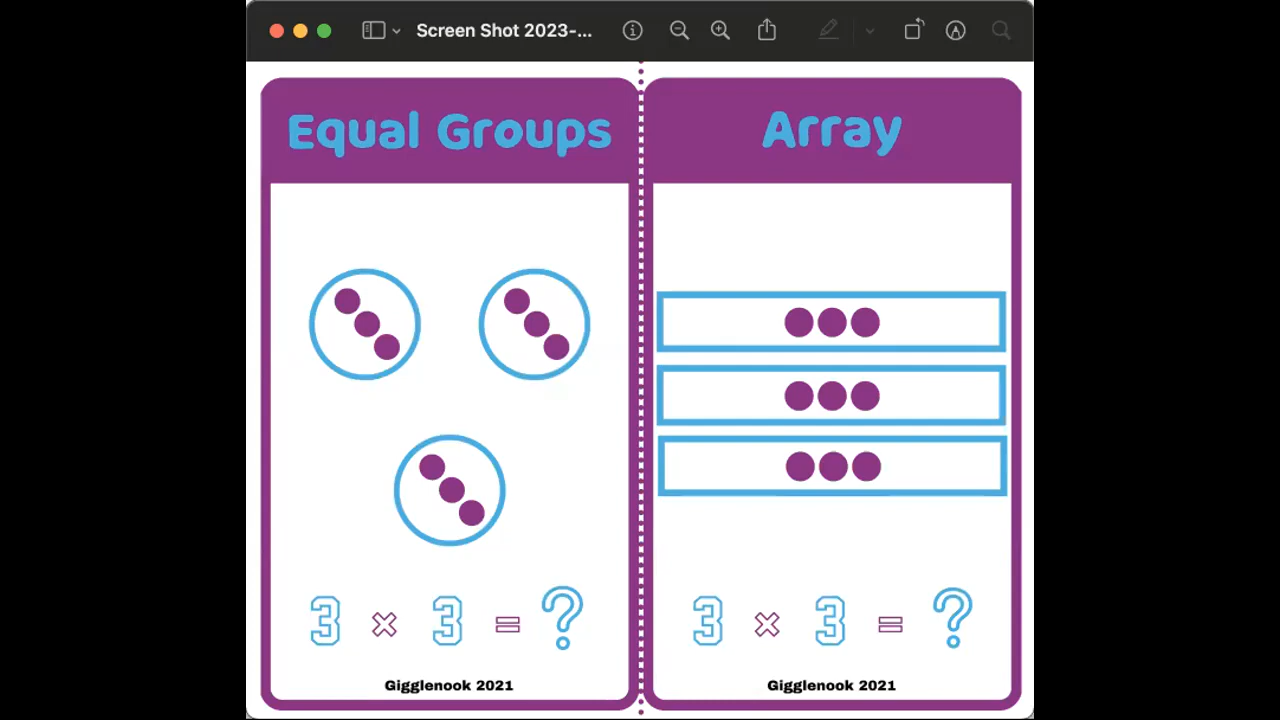 Screen Shot 2023-...
Equal Groups
3 × 3 = ?
Gigglenook 2021
Array
3 × 3 = ?
Gigglenook 2021